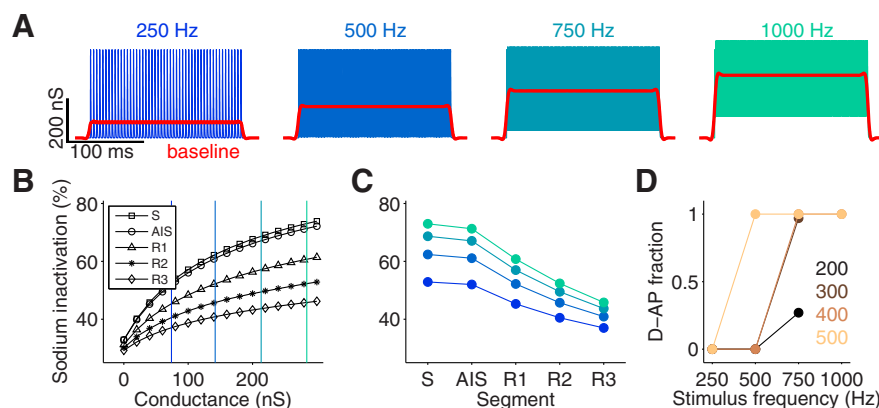 A
250 Hz
500 Hz
750 Hz
1000 Hz
200 nS
100 ms
baseline
B
Sodium inactivation (%)
80
60
40
S
AIS
R1
R2
R3
0
100
200
Conductance (nS)
C
80
60
40
S
AIS
R1
R2
R3
Segment
D
D-AP fraction
1
0.5
0
200
300
400
500
250
500
750
1000
Stimulus frequency (Hz)